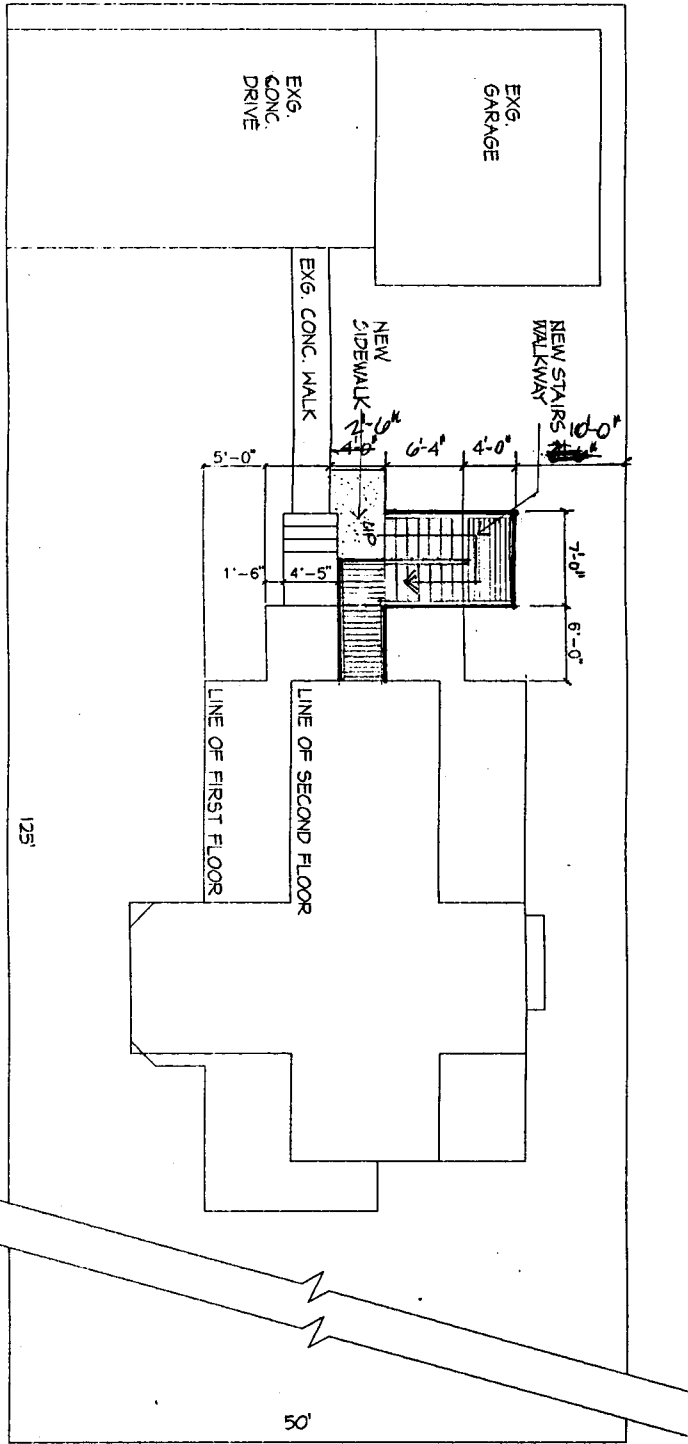 EXG.
CONC.
DRIVE
EXG.
GARAGE
EXG. CONC. WALK
NEW
SIDEWALK
NEW STAIRS &
WALKWAY
2'-6"
4'-0"
6'-4"
4'-0"
10'-0"
5'-0"
UP
7'-0"
1'-6"
4'-5"
6'-0"
LINE OF FIRST FLOOR
LINE OF SECOND FLOOR
125'
50'